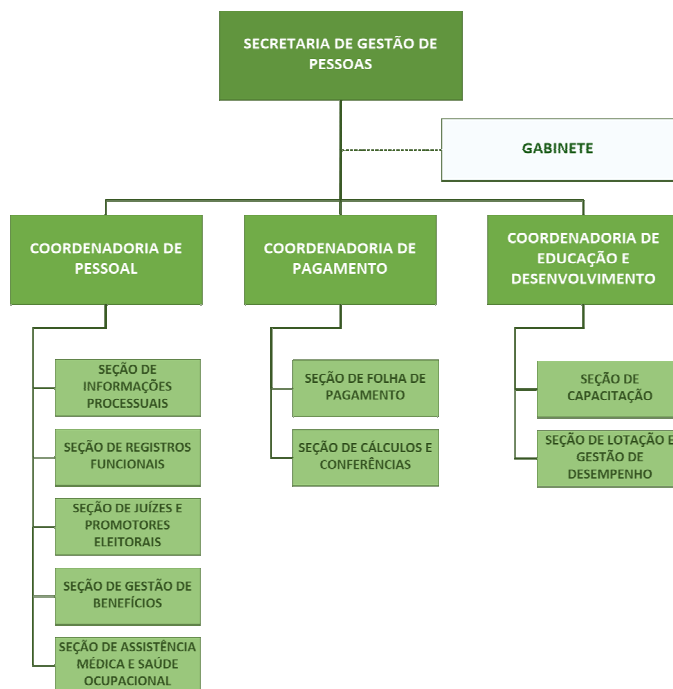 SECRETARIA DE GESTÃO DE
PESSOAS
GABINETE
COORDENADORIA DE
PESSOAL
COORDENADORIA DE
PAGAMENTO
COORDENADORIA DE
EDUCAÇÃO E
DESENVOLVIMENTO
SEÇÃO DE
INFORMAÇÕES
PROCESSUAIS
SEÇÃO DE REGISTROS
FUNCIONAIS
SEÇÃO DE JUÍZES E
PROMOTORES
ELEITORAIS
SEÇÃO DE GESTÃO DE
BENEFÍCIOS
SEÇÃO DE ASSISTÊNCIA
MÉDICA E SAÚDE
OCUPACIONAL
SEÇÃO DE FOLHA DE
PAGAMENTO
SEÇÃO DE CÁLCULOS E
CONFERÊNCIAS
SEÇÃO DE
CAPACITAÇÃO
SEÇÃO DE LOTAÇÃO E
GESTÃO DE
DESEMPENHO